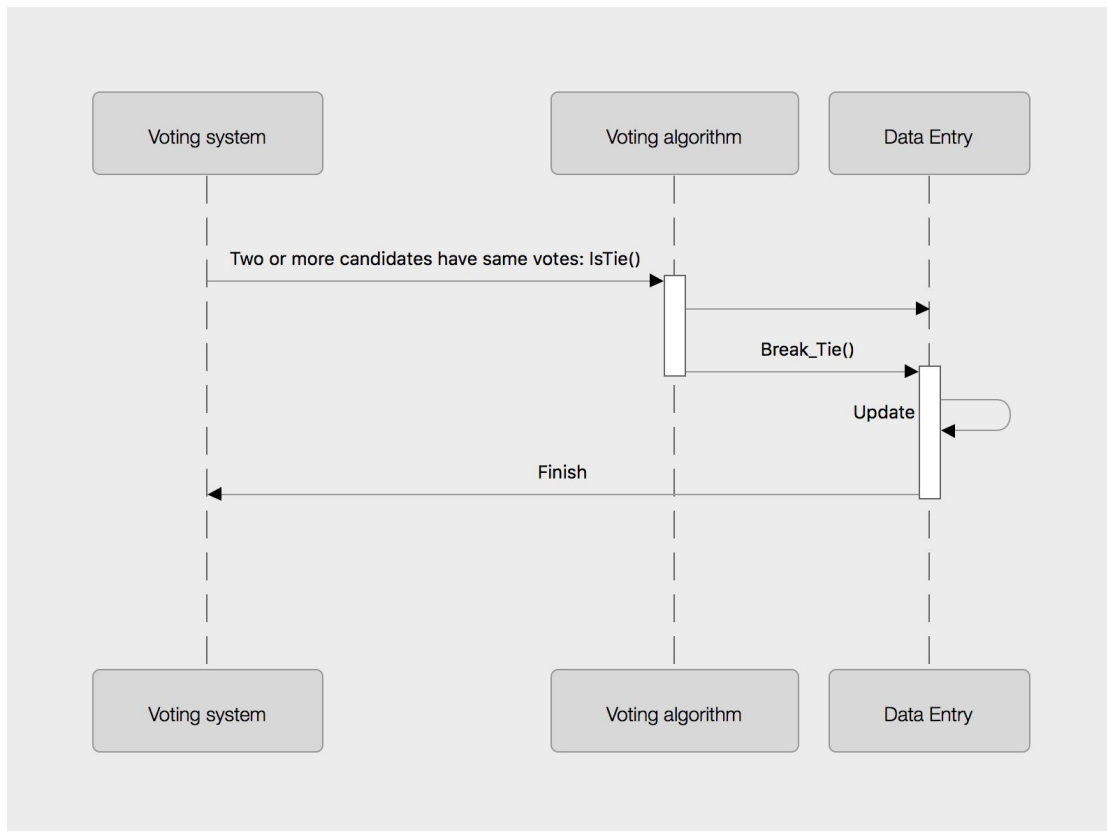 Voting system
Voting algorithm
Data Entry
Two or more candidates have same votes: IsTie()
Break_Tie()
Update
Finish
Voting system
Voting algorithm
Data Entry